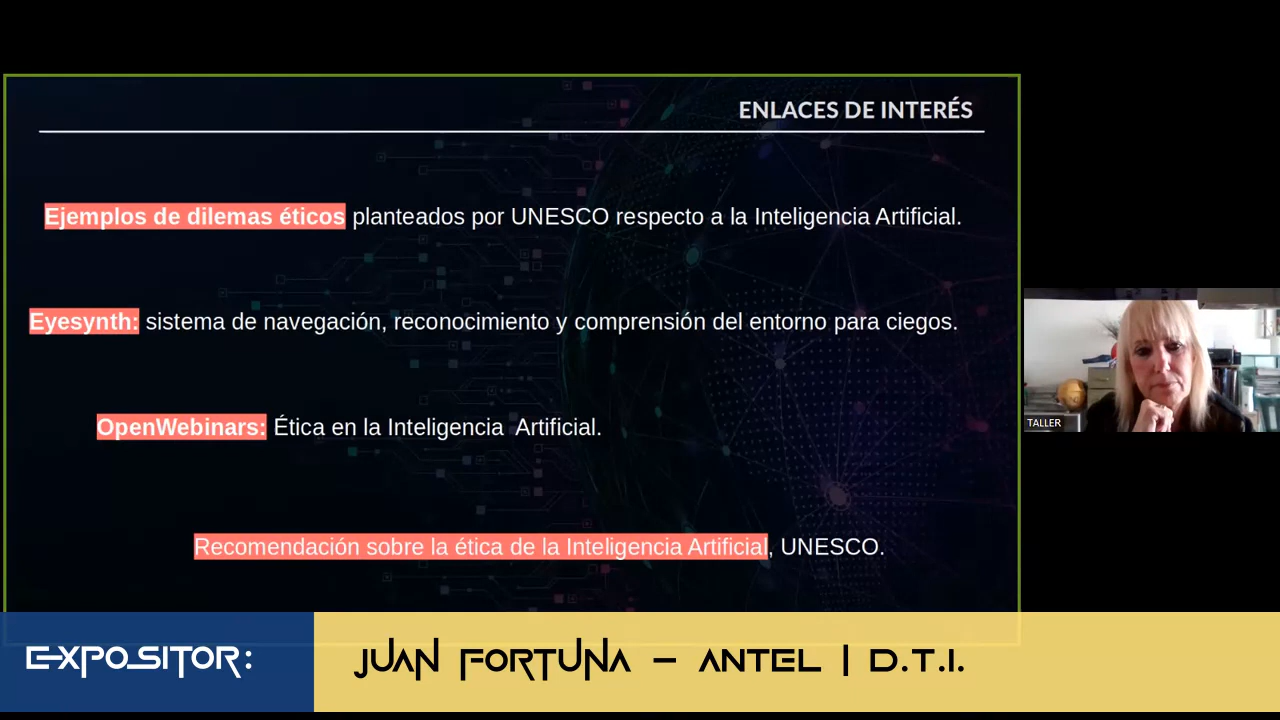 ENLACES DE INTERÉS
Ejemplos de dilemas éticos planteados por UNESCO respecto a la Inteligencia Artificial.
Eyesynth: sistema de navegación, reconocimiento y comprensión del entorno para ciegos.
OpenWebinars: Ética en la Inteligencia Artificial.
Recomendación sobre la ética de la Inteligencia Artificial, UNESCO.
TALLER
EXPOSITOR: JUAN FORTUNA - ANTEL | D.T.I.